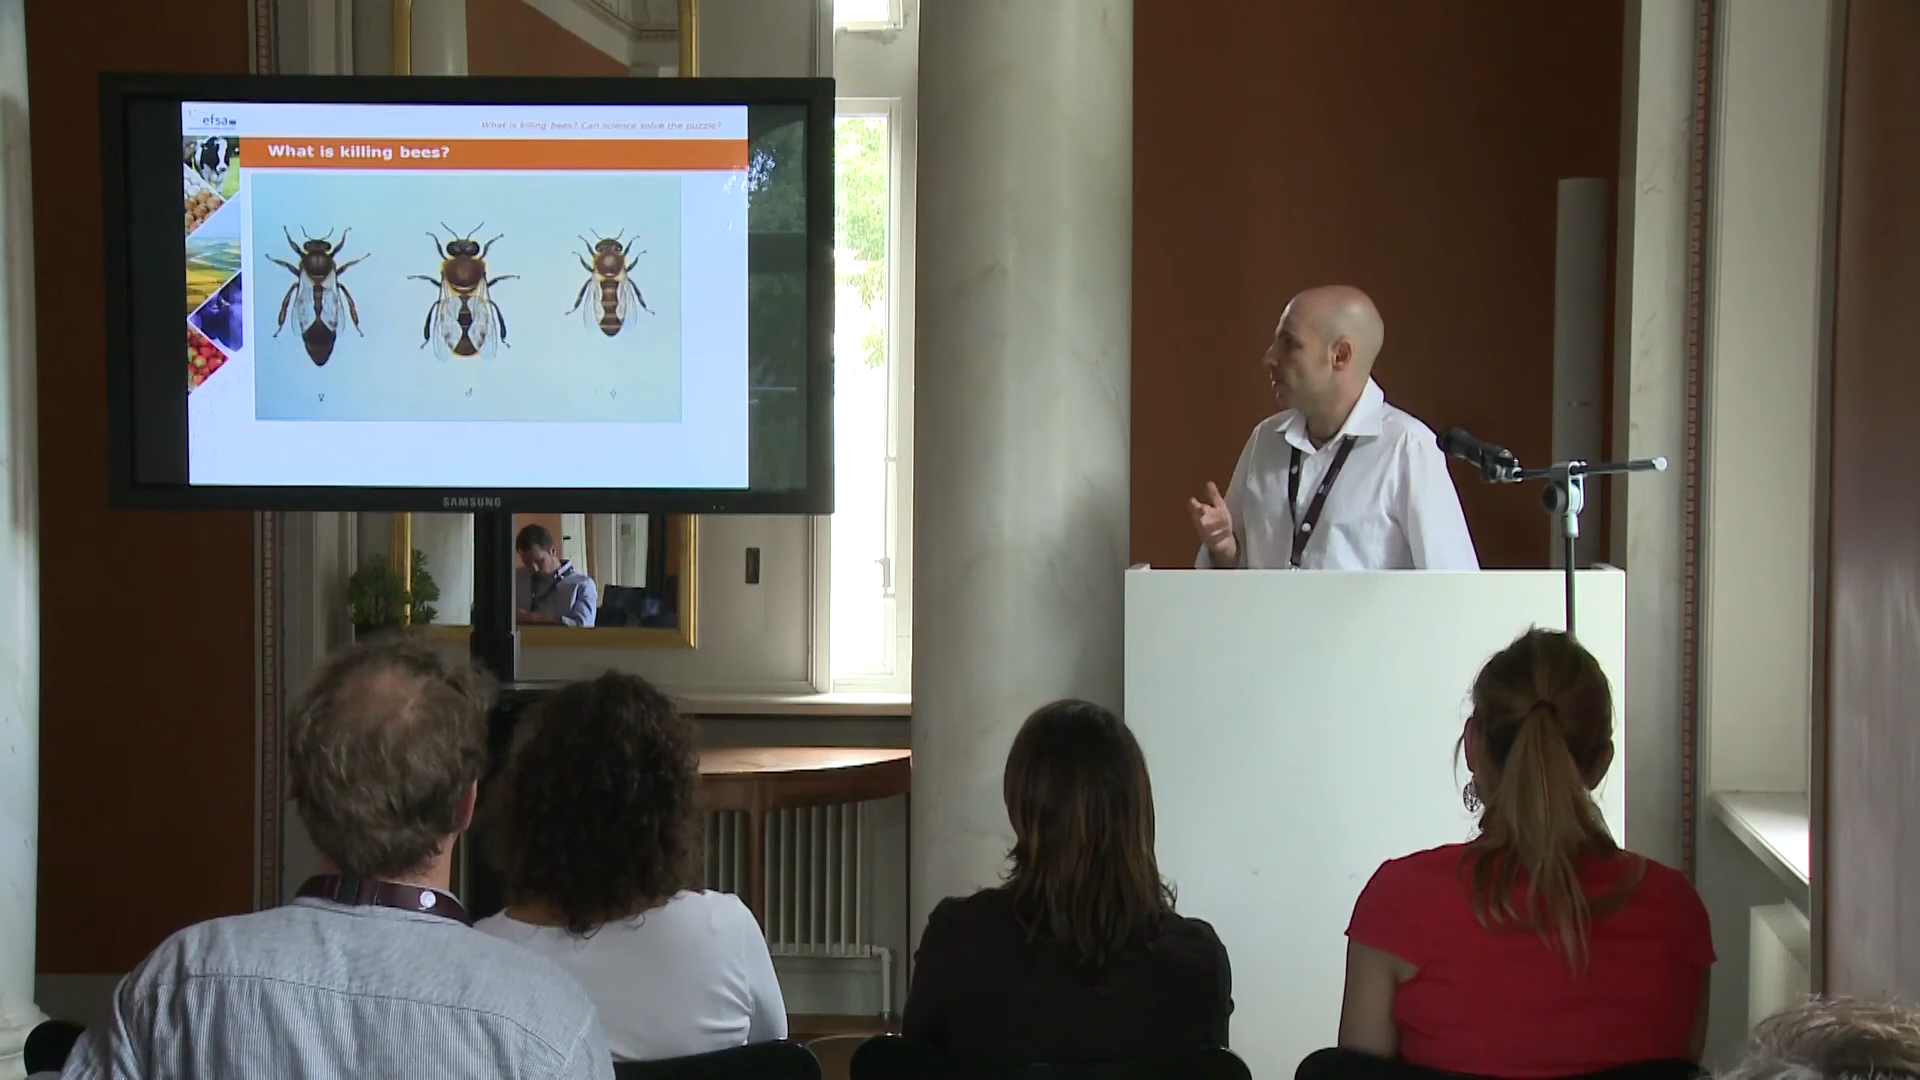 efsa
What is killing bees? Can science solve the puzzle?
What is killing bees?
♀ ♂ ♀
SAMSUNG